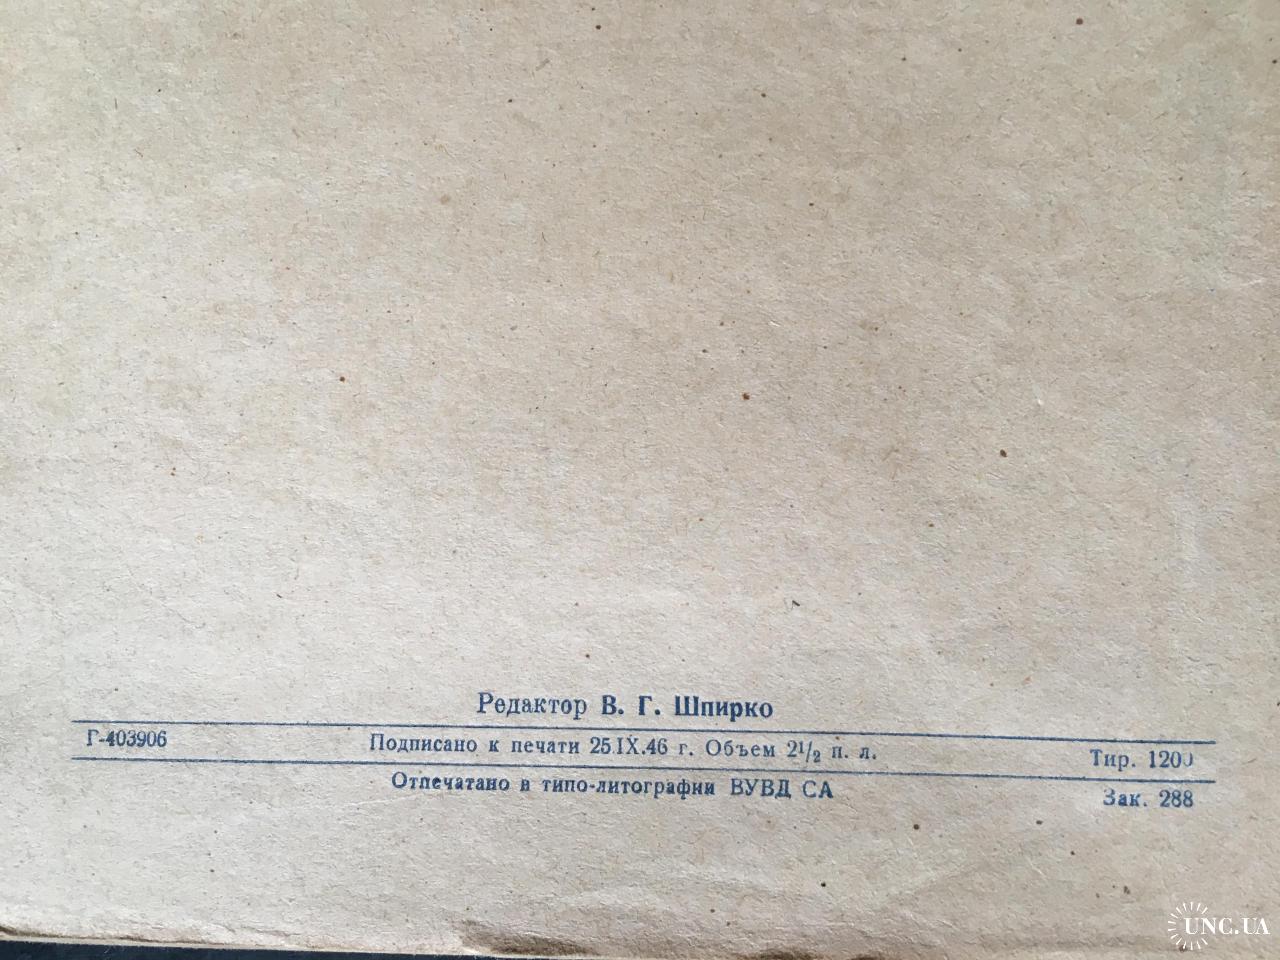 Редактор В. Г. Шпирко
Г-403906 Подписано к печати 25.IX.46 г. Объем 2½ п. л. Тир. 1200
Отпечатано в типо-литографии ВУВД СА Зак. 288
UNC.UA